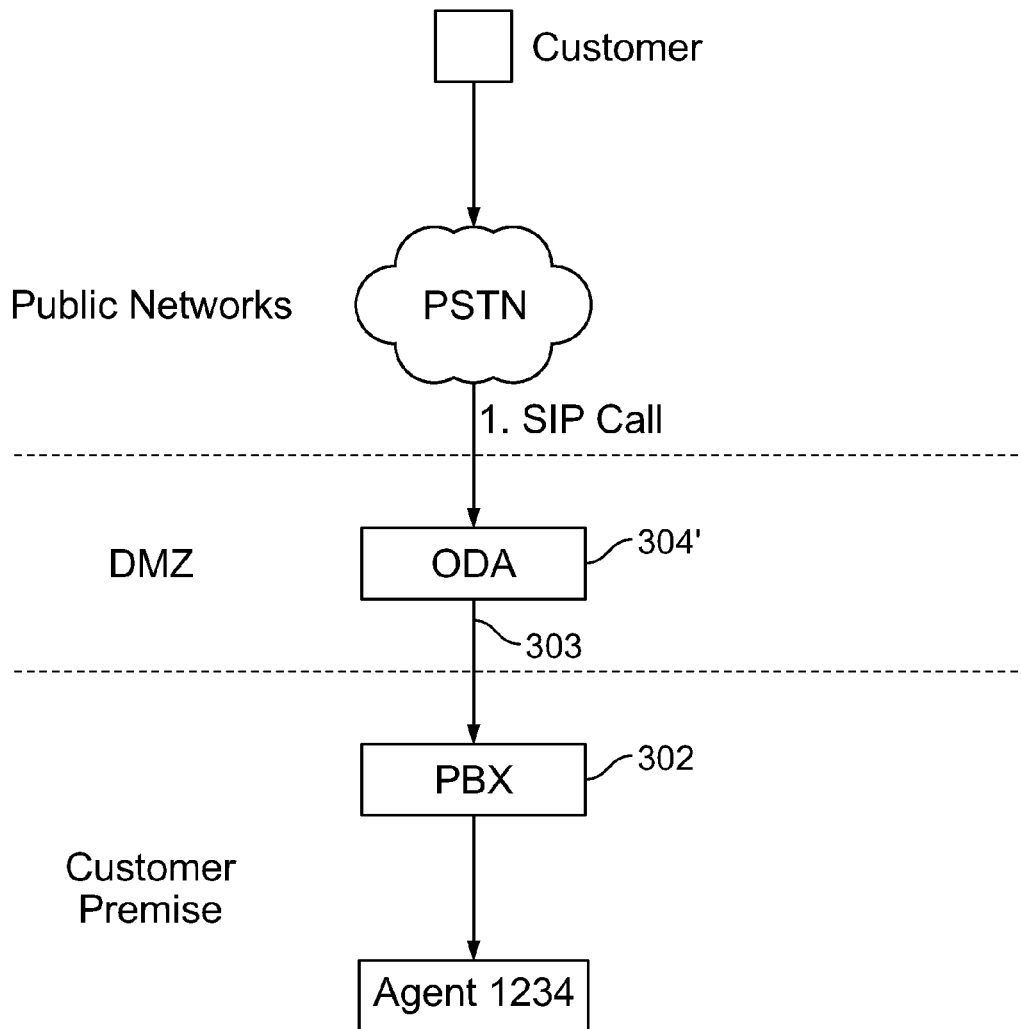 Customer
Public Networks
PSTN
1. SIP Call
DMZ
ODA
304'
303
PBX
302
Customer
Premise
Agent 1234